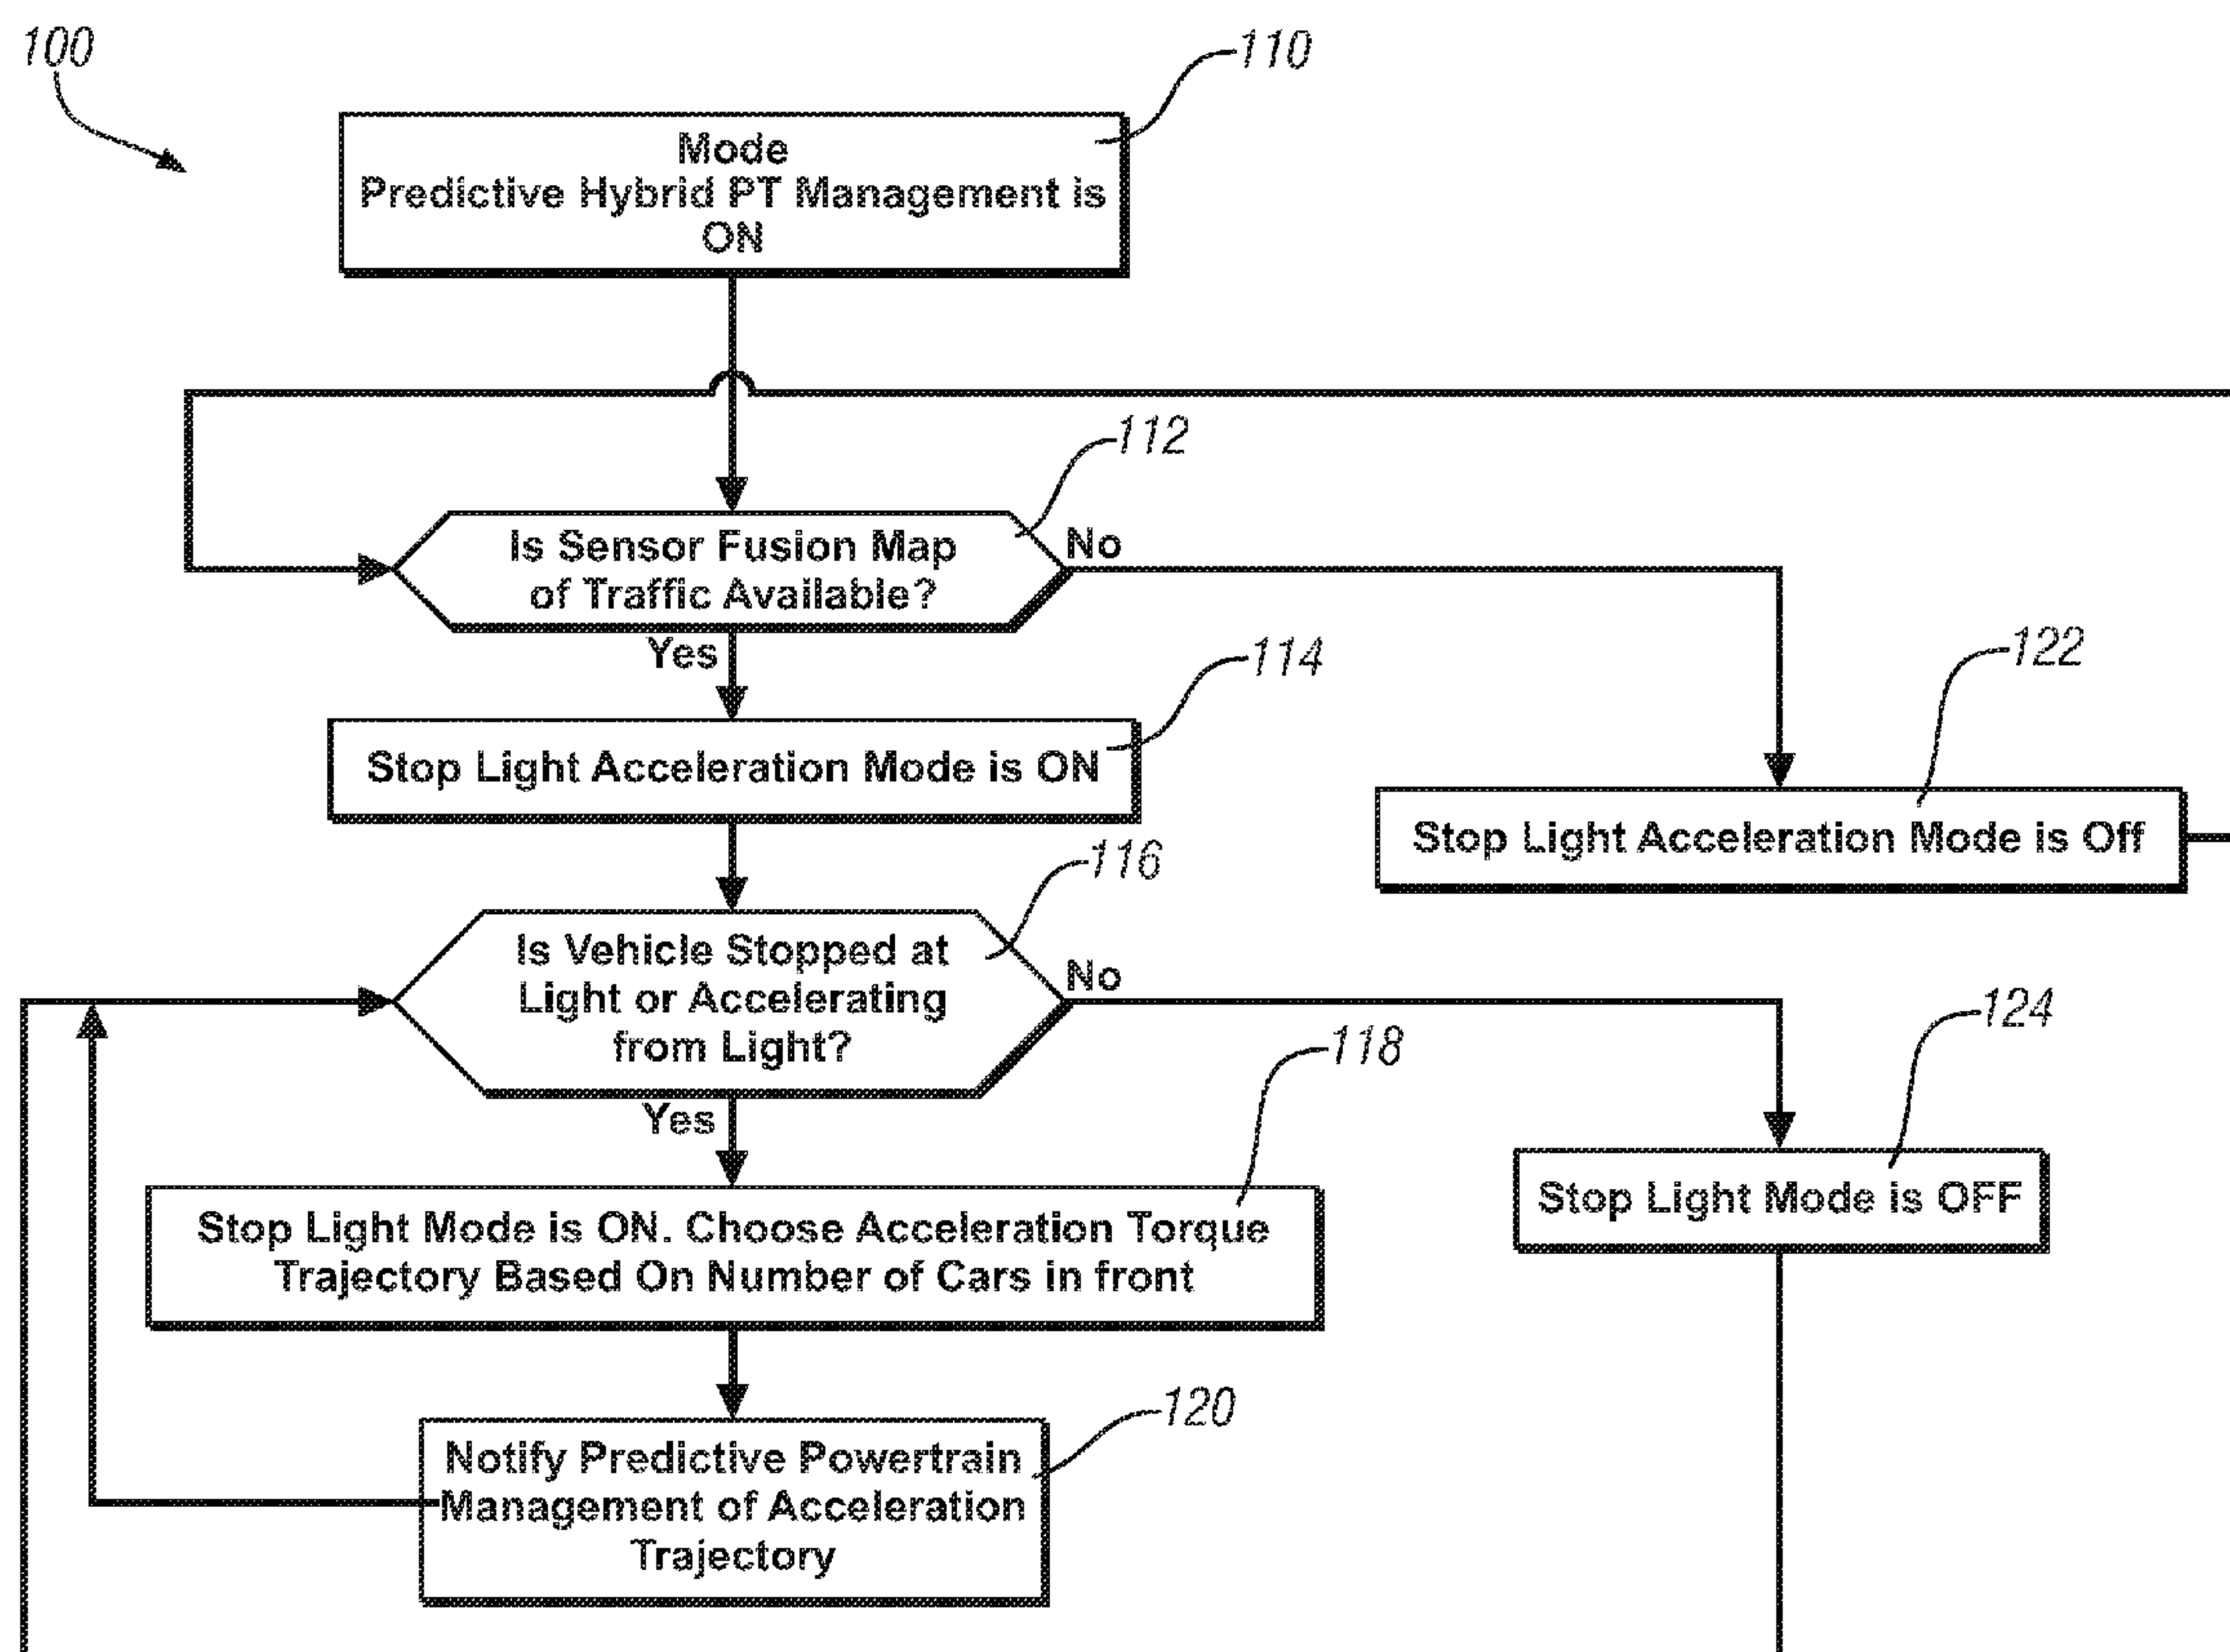 100
110
Mode
Predictive Hybrid PT Management is
ON
112
Is Sensor Fusion Map
of Traffic Available?
No
Yes
114
122
Stop Light Acceleration Mode is ON
Stop Light Acceleration Mode is Off
116
Is Vehicle Stopped at
Light or Accelerating
from Light?
No
124
118
Yes
Stop Light Mode is OFF
Stop Light Mode is ON. Choose Acceleration Torque
Trajectory Based On Number of Cars in front
120
Notify Predictive Powertrain
Management of Acceleration
Trajectory